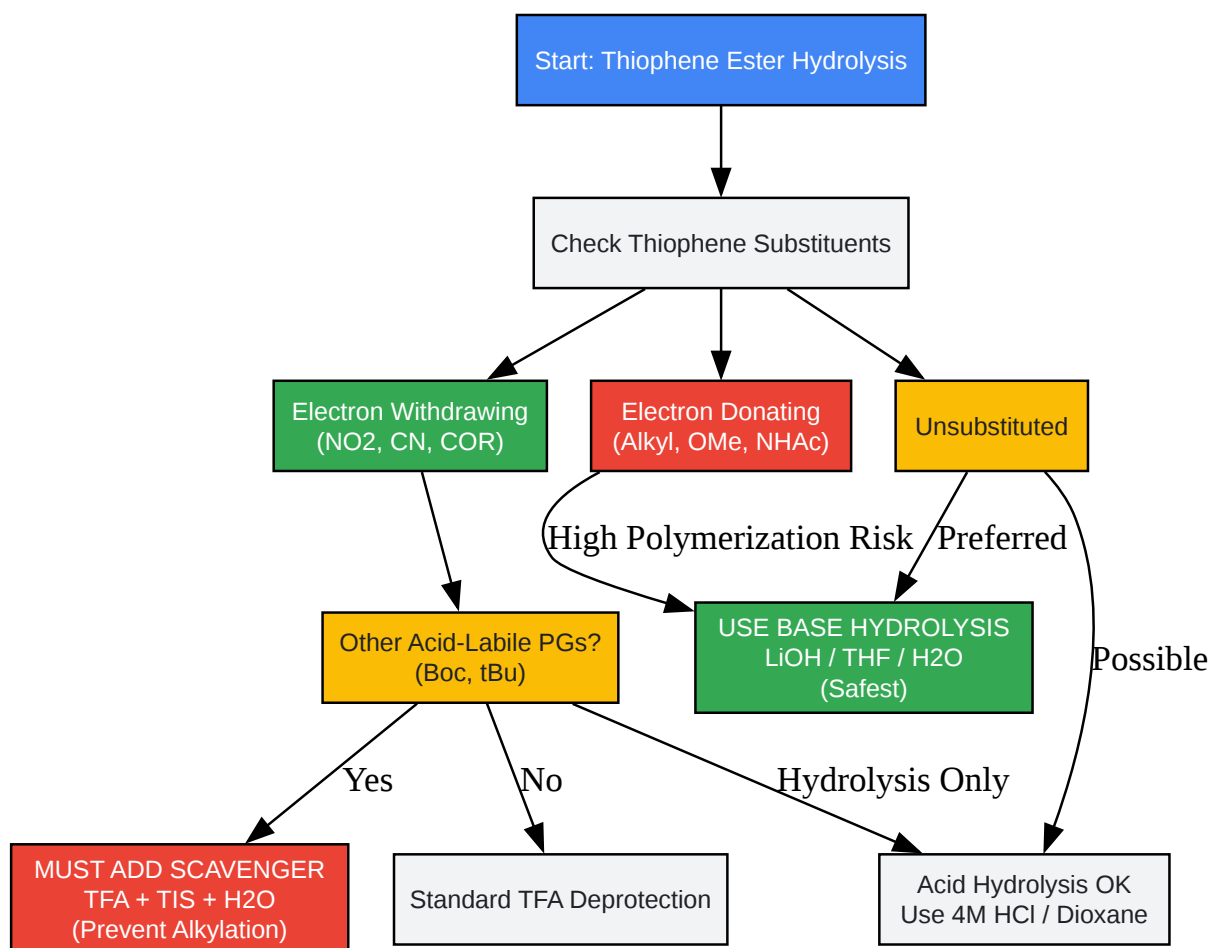 Start: Thiophene Ester Hydrolysis
Check Thiophene Substituents
Electron Withdrawing
(NO2, CN, COR)
Electron Donating
(Alkyl, OMe, NHAc)
Unsubstituted
High Polymerization Risk
Preferred
Other Acid-Labile PGs?
(Boc, tBu)
USE BASE HYDROLYSIS
LiOH / THF / H2O
(Safest)
Possible
Yes
No
Hydrolysis Only
MUST ADD SCAVENGER
TFA + TIS + H2O
(Prevent Alkylation)
Standard TFA Deprotection
Acid Hydrolysis OK
Use 4M HCl / Dioxane